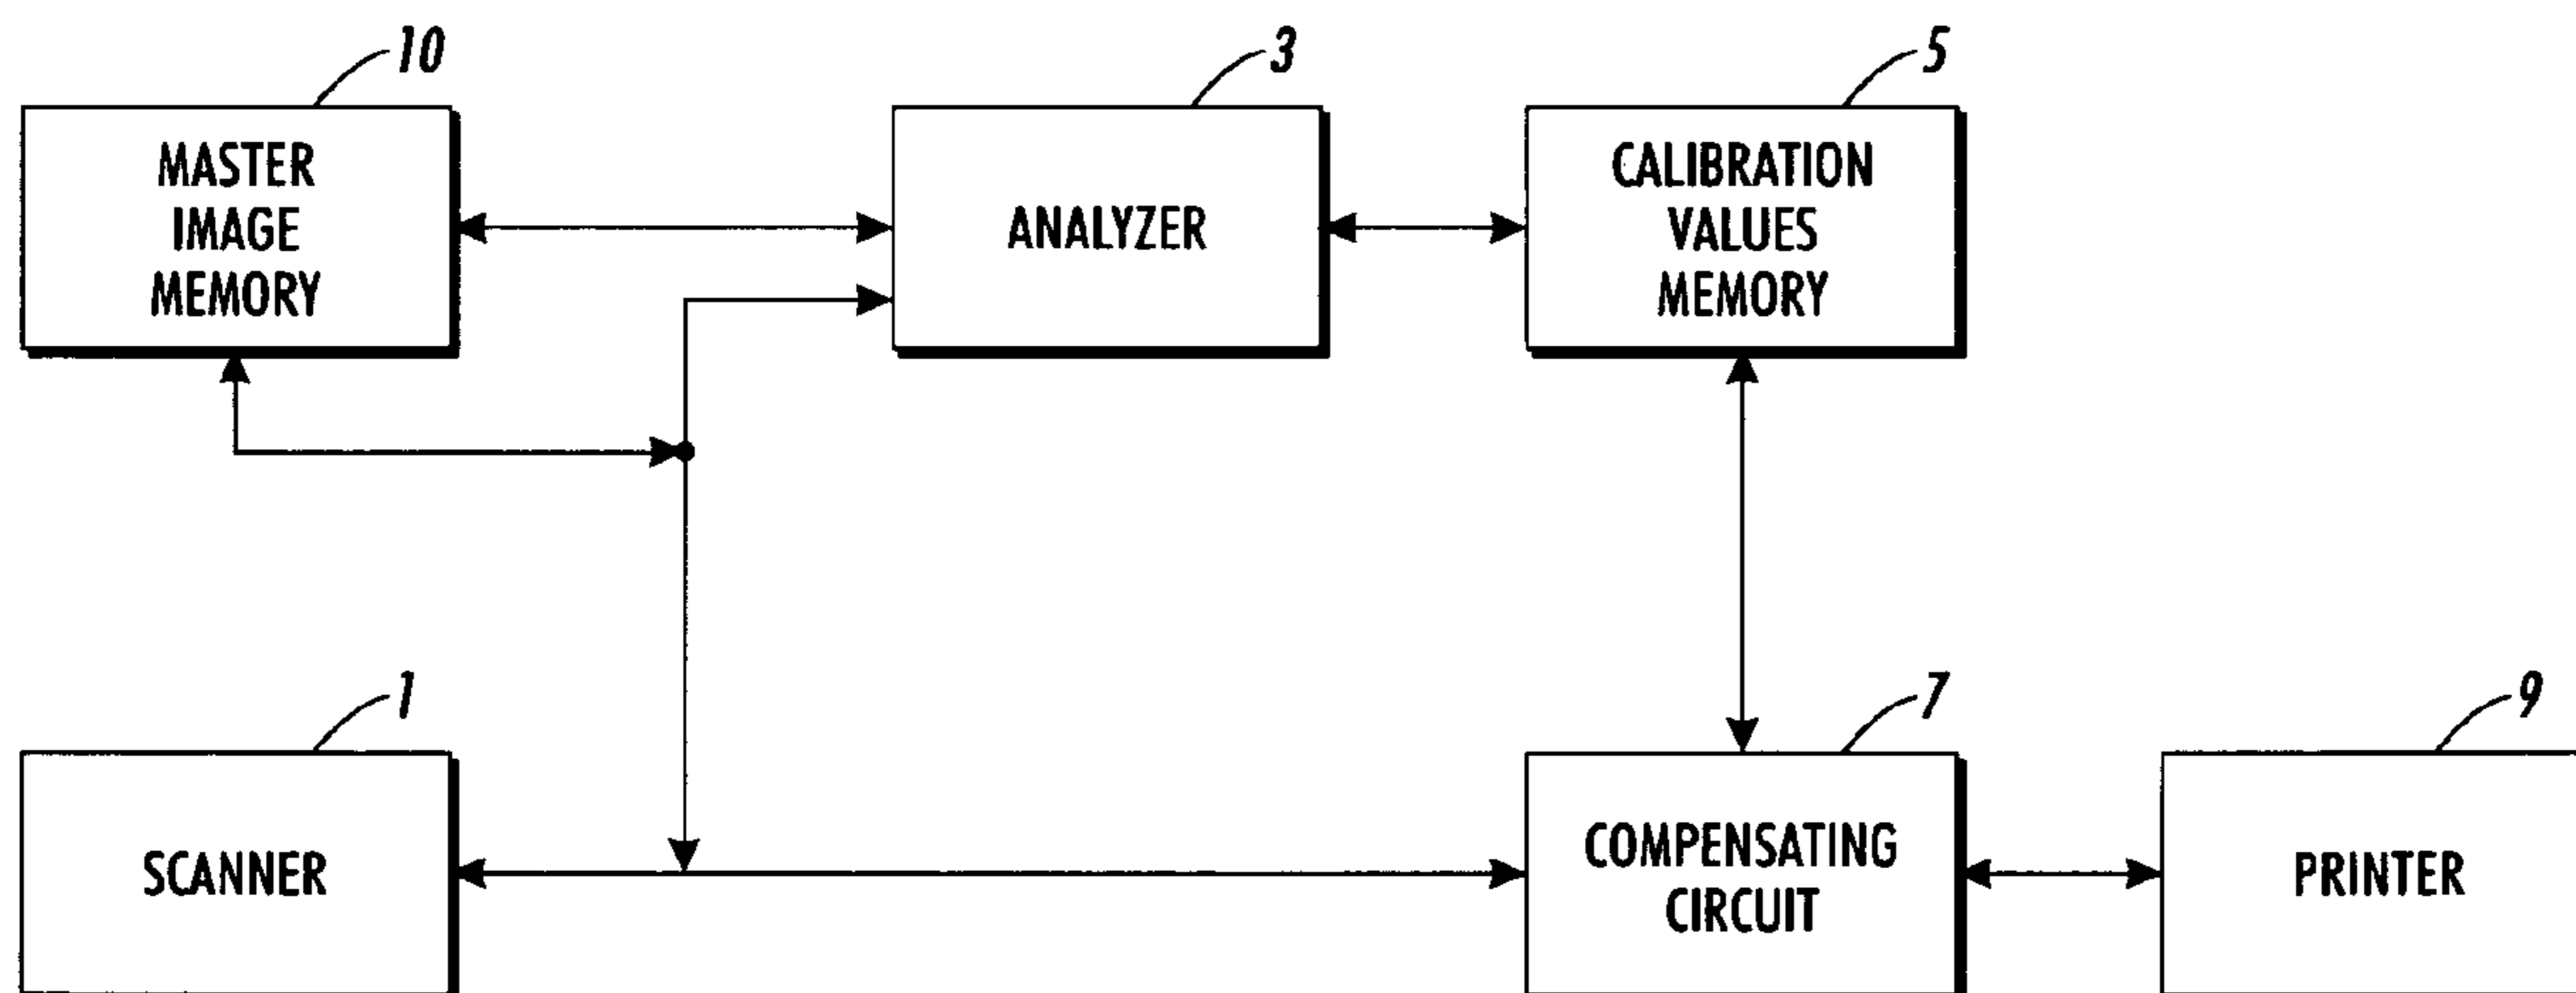 10
MASTER
IMAGE
MEMORY
3
ANALYZER
5
CALIBRATION
VALUES
MEMORY
1
SCANNER
7
COMPENSATING
CIRCUIT
9
PRINTER